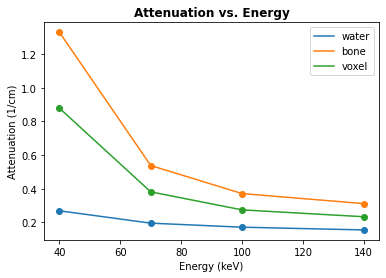 Attenuation vs. Energy
water
bone
voxel
Attenuation (1/cm)
1.2
1.0
0.8
0.6
0.4
0.2
40 60 80 100 120 140
Energy (keV)